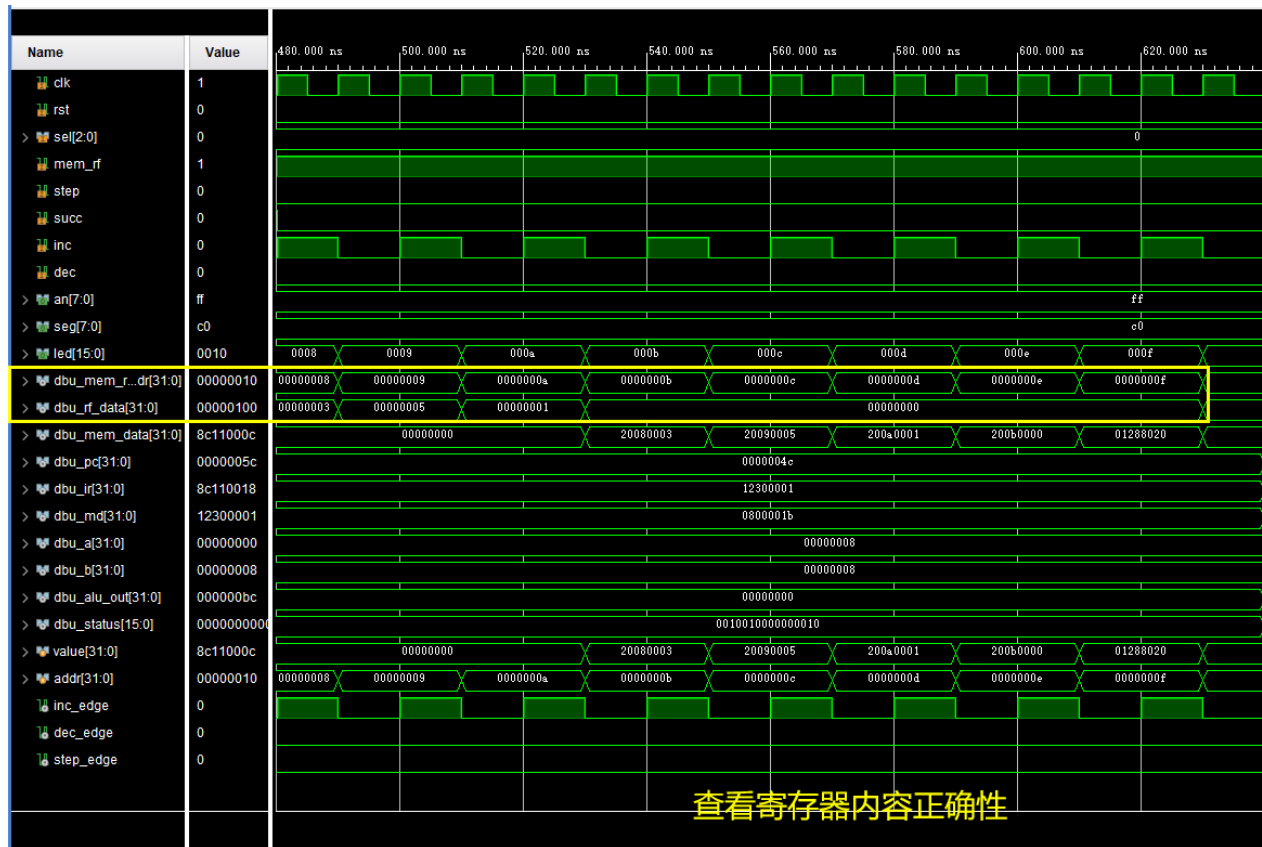 Name Value 480.000 ns 500.000 ns 520.000 ns 540.000 ns 560.000 ns 580.000 ns 600.000 ns 620.000 ns
clk 1
rst 0
sel[2:0] 0 0
mem_rf 1
step 0
succ 0
inc 0
dec 0
an[7:0] ff ff
seg[7:0] c0 c0
led[15:0] 0010 0008 0009 000a 000b 000c 000d 000e 000f
dbu_mem_r...dr[31:0] 00000010 00000008 00000009 0000000a 0000000b 0000000c 0000000d 0000000e 0000000f
dbu_rf_data[31:0] 00000100 00000003 00000005 00000001 00000000
dbu_mem_data[31:0] 8c11000c 00000000 20080003 20090005 200a0001 200b0000 01288020
dbu_pc[31:0] 0000005c 0000004c
dbu_ir[31:0] 8c110018 12300001
dbu_md[31:0] 12300001 0800001b
dbu_a[31:0] 00000000 00000008
dbu_b[31:0] 00000008 00000008
dbu_alu_out[31:0] 000000bc 00000000
dbu_status[15:0] 0000000000 0010010000000010
value[31:0] 8c11000c 00000000 20080003 20090005 200a0001 200b0000 01288020
addr[31:0] 00000010 00000008 00000009 0000000a 0000000b 0000000c 0000000d 0000000e 0000000f
inc_edge 0
dec_edge 0
step_edge 0
查看寄存器内容正确性